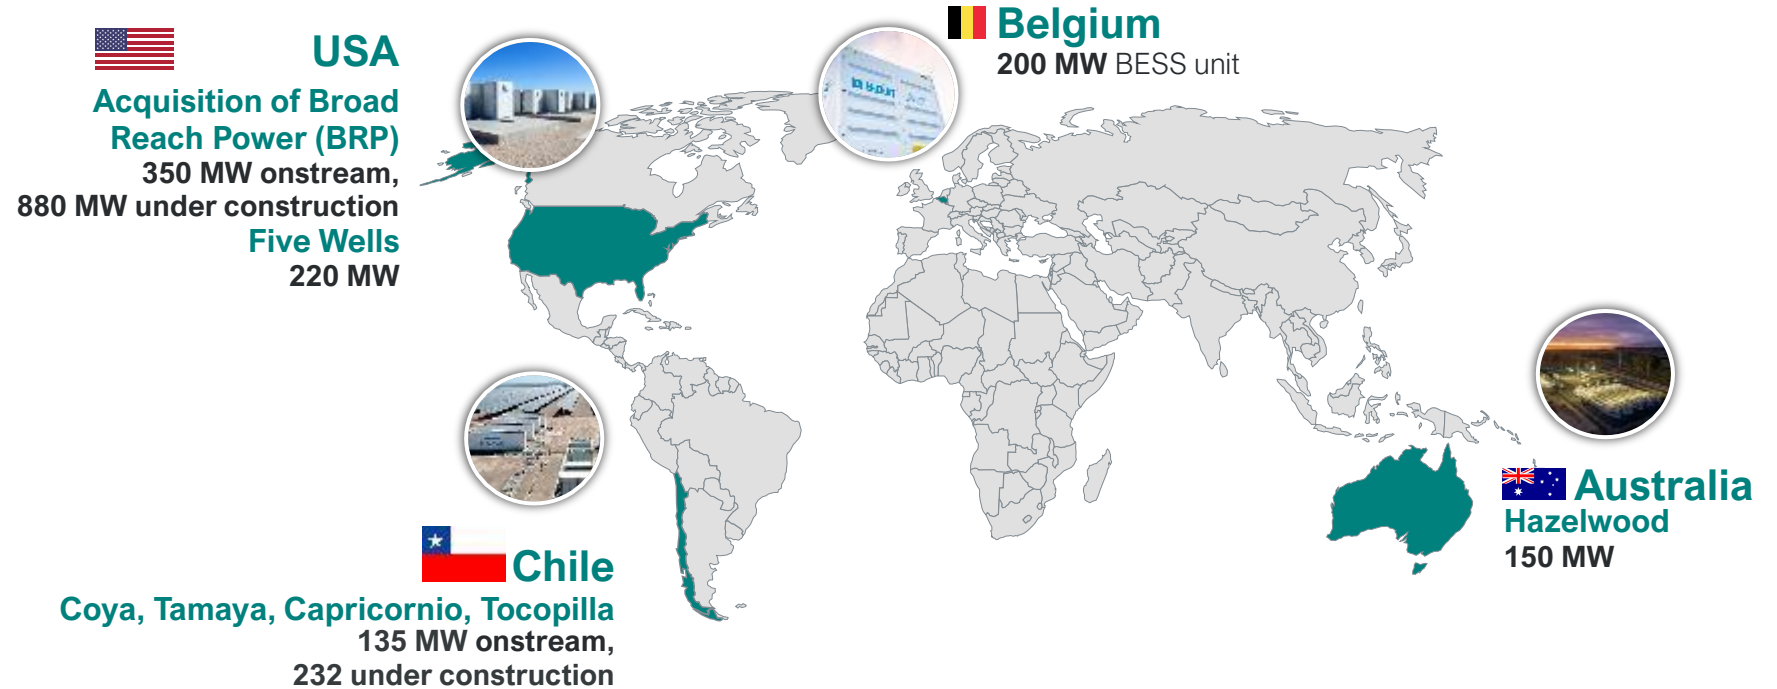 USA
Acquisition of Broad
Reach Power (BRP)
350 MW onstream,
880 MW under construction
Five Wells
220 MW
Belgium
200 MW BESS unit
Chile
Coya, Tamaya, Capricornio, Tocopilla
135 MW onstream,
232 under construction
Australia
Hazelwood
150 MW